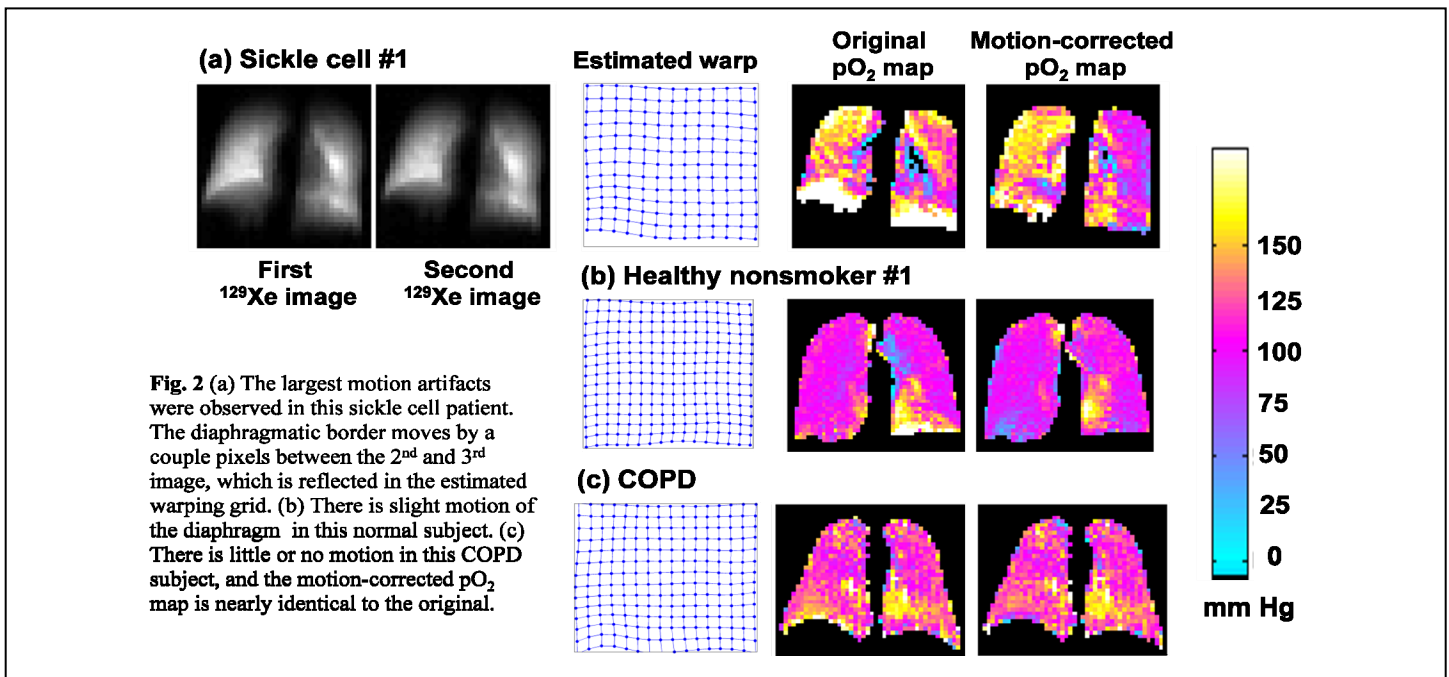 (a) Sickle cell #1
Estimated warp
Original
pO₂ map
Motion-corrected
pO₂ map
First
¹²⁹Xe image
Second
¹²⁹Xe image
(b) Healthy nonsmoker #1
(c) COPD
150
125
100
75
50
25
0
mm Hg
Fig. 2 (a) The largest motion artifacts
were observed in this sickle cell patient.
The diaphragmatic border moves by a
couple pixels between the 2ⁿᵈ and 3ʳᵈ
image, which is reflected in the estimated
warping grid. (b) There is slight motion of
the diaphragm in this normal subject. (c)
There is little or no motion in this COPD
subject, and the motion-corrected pO₂
map is nearly identical to the original.